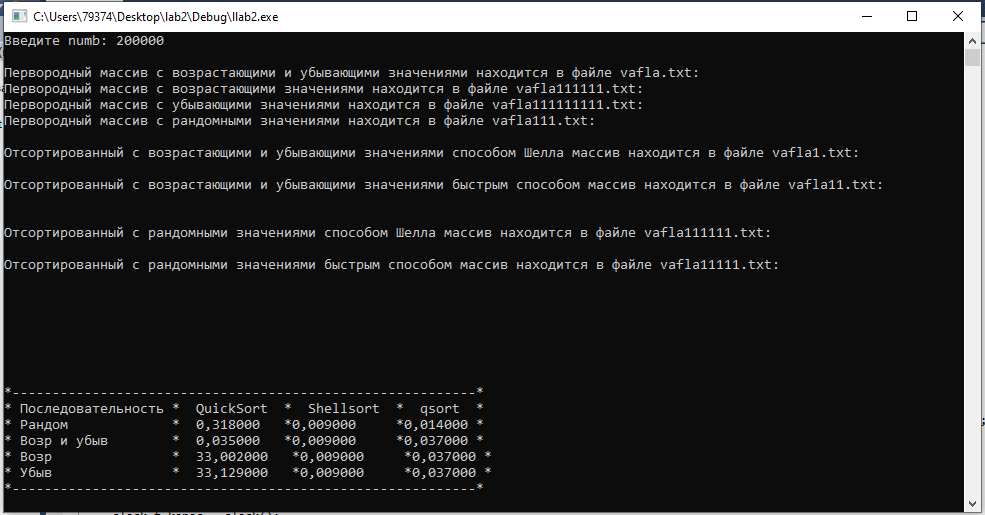 C:\Users\79374\Desktop\lab2\Debug\llab2.exe
Введите numb: 200000
Первородный массив с возрастающими и убывающими значениями находится в файле vafla.txt:
Первородный массив с возрастающими значениями находится в файле vafla111111.txt:
Первородный массив с убывающими значениями находится в файле vafla111111111.txt:
Первородный массив с рандомными значениями находится в файле vafla111.txt:
Отсортированный с возрастающими и убывающими значениями способом Шелла массив находится в файле vafla1.txt:
Отсортированный с возрастающими и убывающими значениями быстрым способом массив находится в файле vafla11.txt:
Отсортированный с рандомными значениями способом Шелла массив находится в файле vafla111111.txt:
Отсортированный с рандомными значениями быстрым способом массив находится в файле vafla11111.txt:
*----------------------------------------------------------*
* Последовательность *  QuickSort  *  Shellsort  *  qsort  *
* Рандом             *  0,318000   *0,009000     *0,014000 *
* Возр и убыв        *  0,035000   *0,009000     *0,037000 *
* Возр               *  33,002000   *0,009000     *0,037000 *
* Убыв               *  33,129000   *0,009000     *0,037000 *
*----------------------------------------------------------*